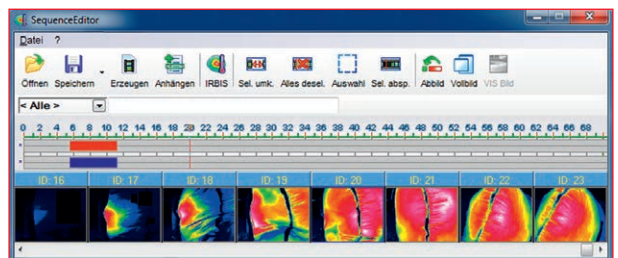 SequenceEditor
Datei ?
Öffnen Speichern Erzeugen Anhängen IRBIS Sel. umk. Alles desel. Auswahl Sel. absp. Abbild Vollbild VIS Bild
< Alle >
0 2 4 6 8 10 12 14 16 18 20 22 24 26 28 30 32 34 36 38 40 42 44 46 48 50 52 54 56 58 60 62 64 66 68
ID: 16 ID: 17 ID: 18 ID: 19 ID: 20 ID: 21 ID: 22 ID: 23